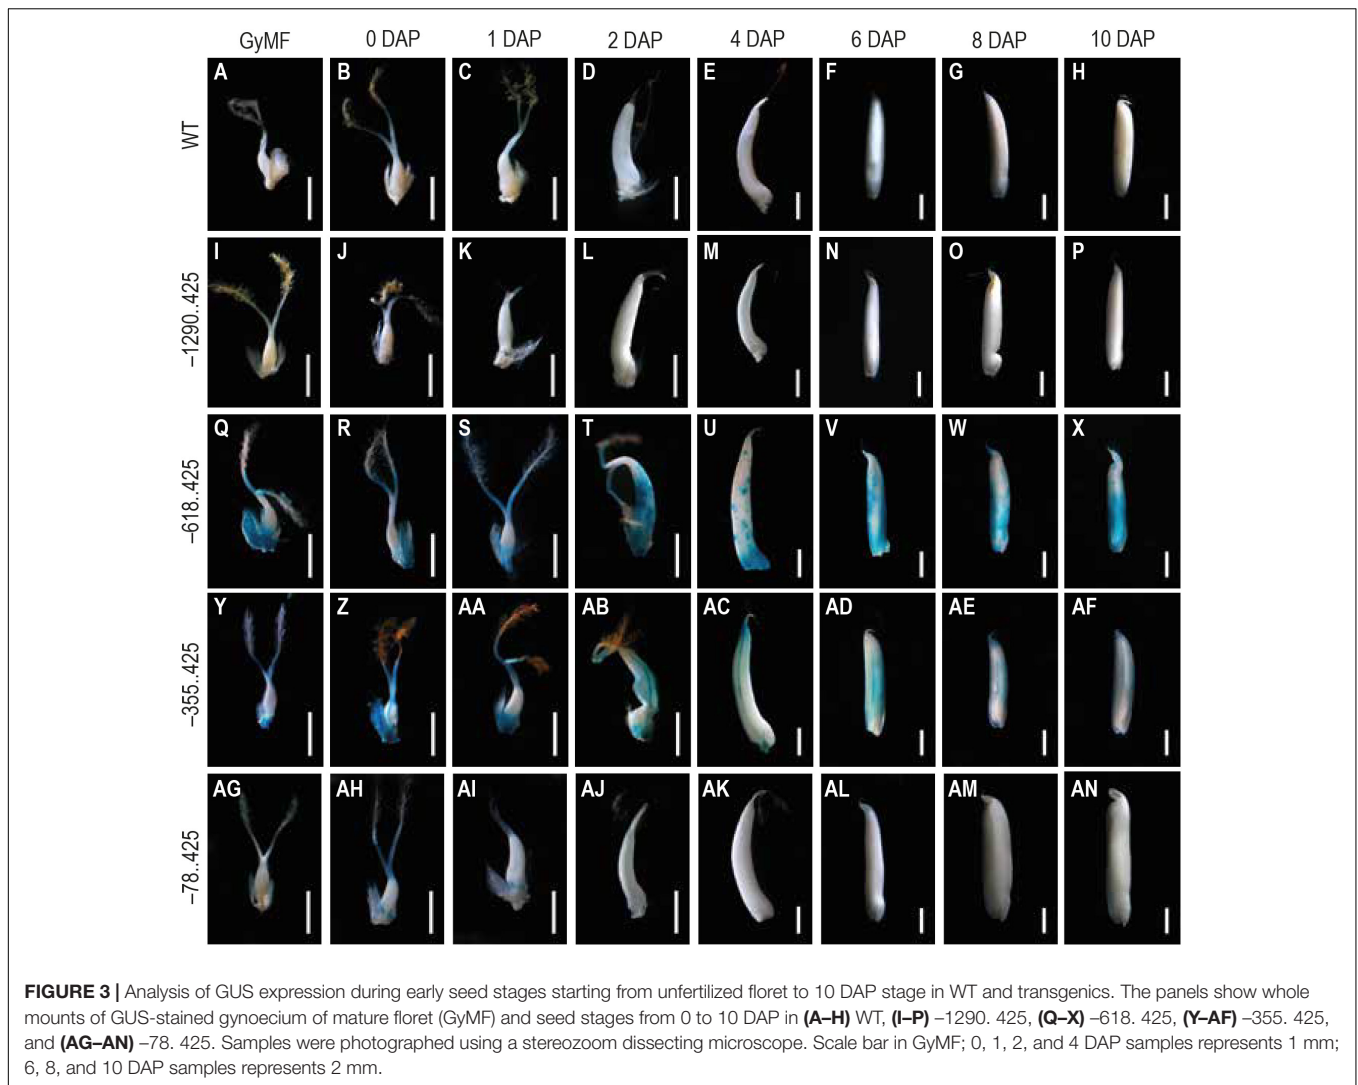 GyMF 0 DAP 1 DAP 2 DAP 4 DAP 6 DAP 8 DAP 10 DAP
WT
A B C D E F G H
–1290..425
I J K L M N O P
–618..425
Q R S T U V W X
–355..425
Y Z AA AB AC AD AE AF
–78..425
AG AH AI AJ AK AL AM AN
FIGURE 3 | Analysis of GUS expression during early seed stages starting from unfertilized floret to 10 DAP stage in WT and transgenics. The panels show whole
mounts of GUS-stained gynoecium of mature floret (GyMF) and seed stages from 0 to 10 DAP in (A–H) WT, (I–P) –1290. 425, (Q–X) –618. 425, (Y–AF) –355. 425,
and (AG–AN) –78. 425. Samples were photographed using a stereozoom dissecting microscope. Scale bar in GyMF; 0, 1, 2, and 4 DAP samples represents 1 mm;
6, 8, and 10 DAP samples represents 2 mm.